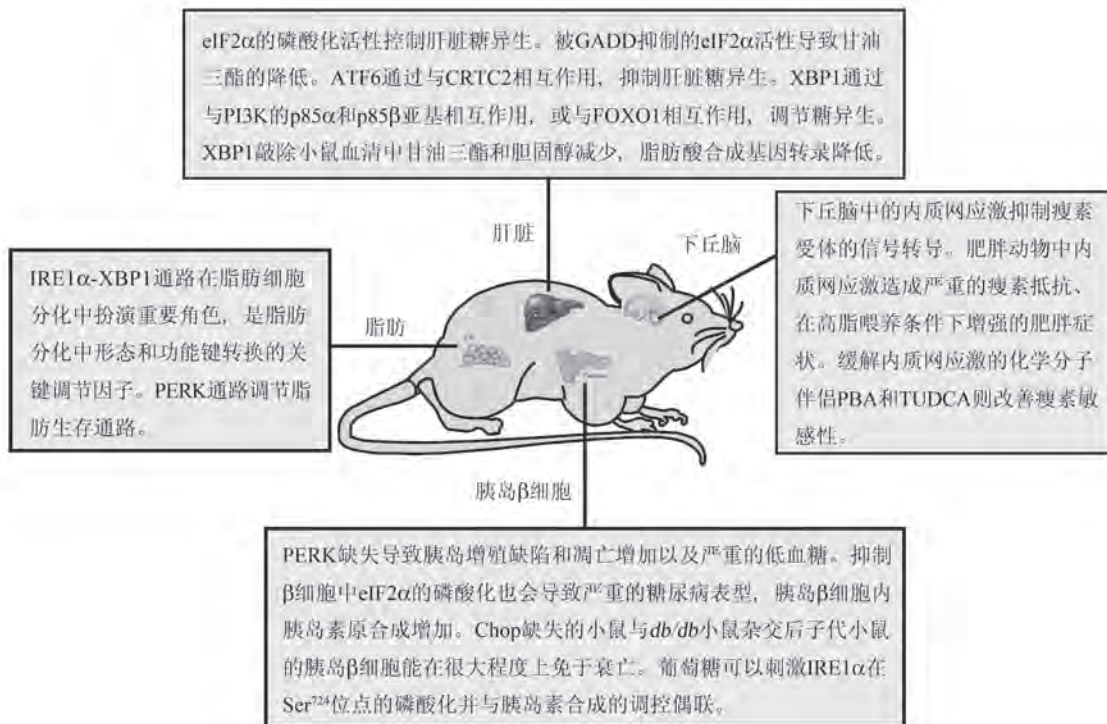 eIF2α的磷酸化活性控制肝脏糖异生。被GADD抑制的eIF2α活性导致甘油
三酯的降低。ATF6通过与CRTC2相互作用，抑制肝脏糖异生。XBP1通过
与PI3K的p85α和p85β亚基相互作用，或与FOXO1相互作用，调节糖异生。
XBP1敲除小鼠血清中甘油三酯和胆固醇减少，脂肪酸合成基因转录降低。
肝脏
下丘脑
下丘脑中的内质网应激抑制瘦素
受体的信号转导。肥胖动物中内
质网应激造成严重的瘦素抵抗、
在高脂喂养条件下增强的肥胖症
状。缓解内质网应激的化学分子
伴侣PBA和TUDCA则改善瘦素敏
感性。
IRE1α-XBP1通路在脂肪细胞
分化中扮演重要角色，是脂肪
分化中形态和功能键转换的关
键调节因子。PERK通路调节脂
肪生存通路。
脂肪
胰岛β细胞
PERK缺失导致胰岛增殖缺陷和凋亡增加以及严重的低血糖。抑制
β细胞中eIF2α的磷酸化也会导致严重的糖尿病表型，胰岛β细胞内
胰岛素原合成增加。Chop缺失的小鼠与db/db小鼠杂交后子代小鼠
的胰岛β细胞能在很大程度上免于衰亡。葡萄糖可以刺激IRE1α在
Ser⁷²⁴位点的磷酸化并与胰岛素合成的调控偶联。